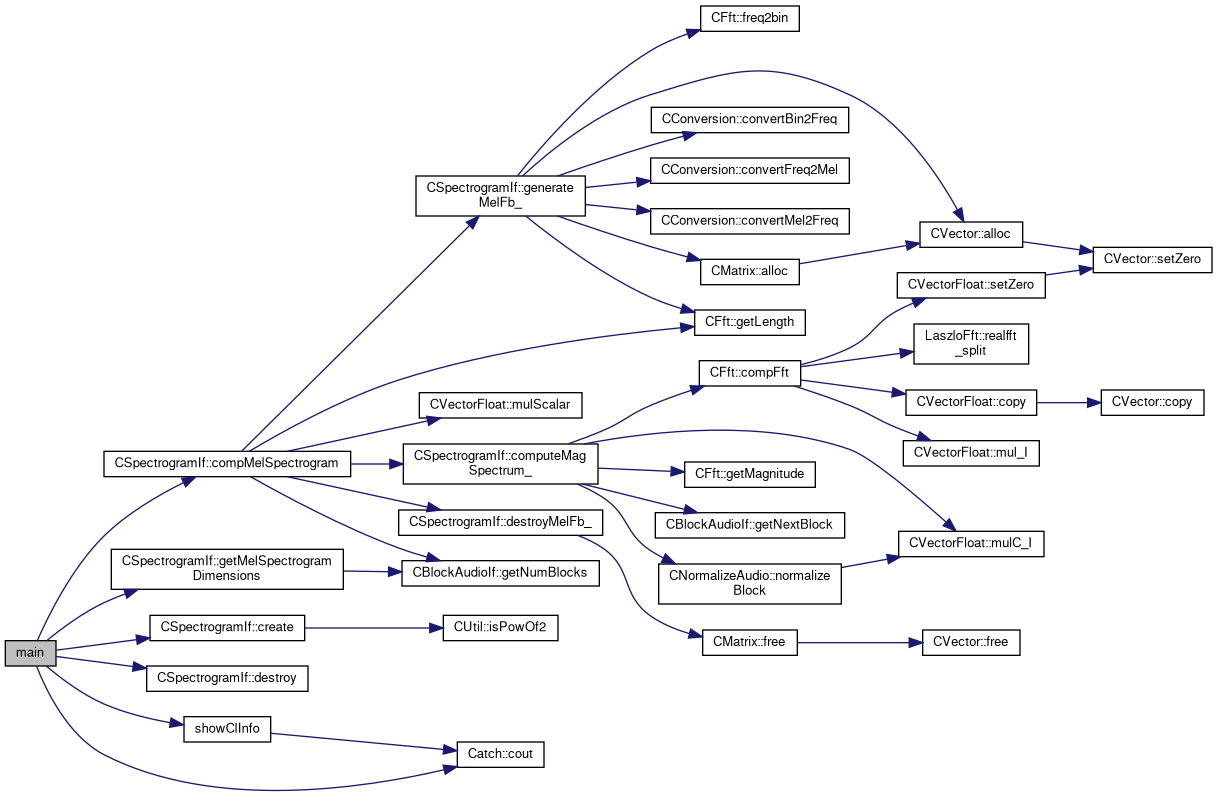 CFft::freq2bin
CConversion::convertBin2Freq
CConversion::convertFreq2Mel
CSpectrogramIf::generate
MelFb_
CConversion::convertMel2Freq
CVector::alloc
CVector::setZero
CMatrix::alloc
CVectorFloat::setZero
CFft::getLength
LaszloFft::realfft
_split
CFft::compFft
CVectorFloat::mulScalar
CVectorFloat::copy
CVector::copy
CVectorFloat::mul_I
CSpectrogramIf::compMelSpectrogram
CSpectrogramIf::computeMag
Spectrum_
CFft::getMagnitude
CSpectrogramIf::destroyMelFb_
CBlockAudioIf::getNextBlock
CVectorFloat::mulC_I
CSpectrogramIf::getMelSpectrogram
Dimensions
CBlockAudioIf::getNumBlocks
CNormalizeAudio::normalize
Block
CSpectrogramIf::create
CUtil::isPowOf2
CMatrix::free
CVector::free
main
CSpectrogramIf::destroy
showClInfo
Catch::cout